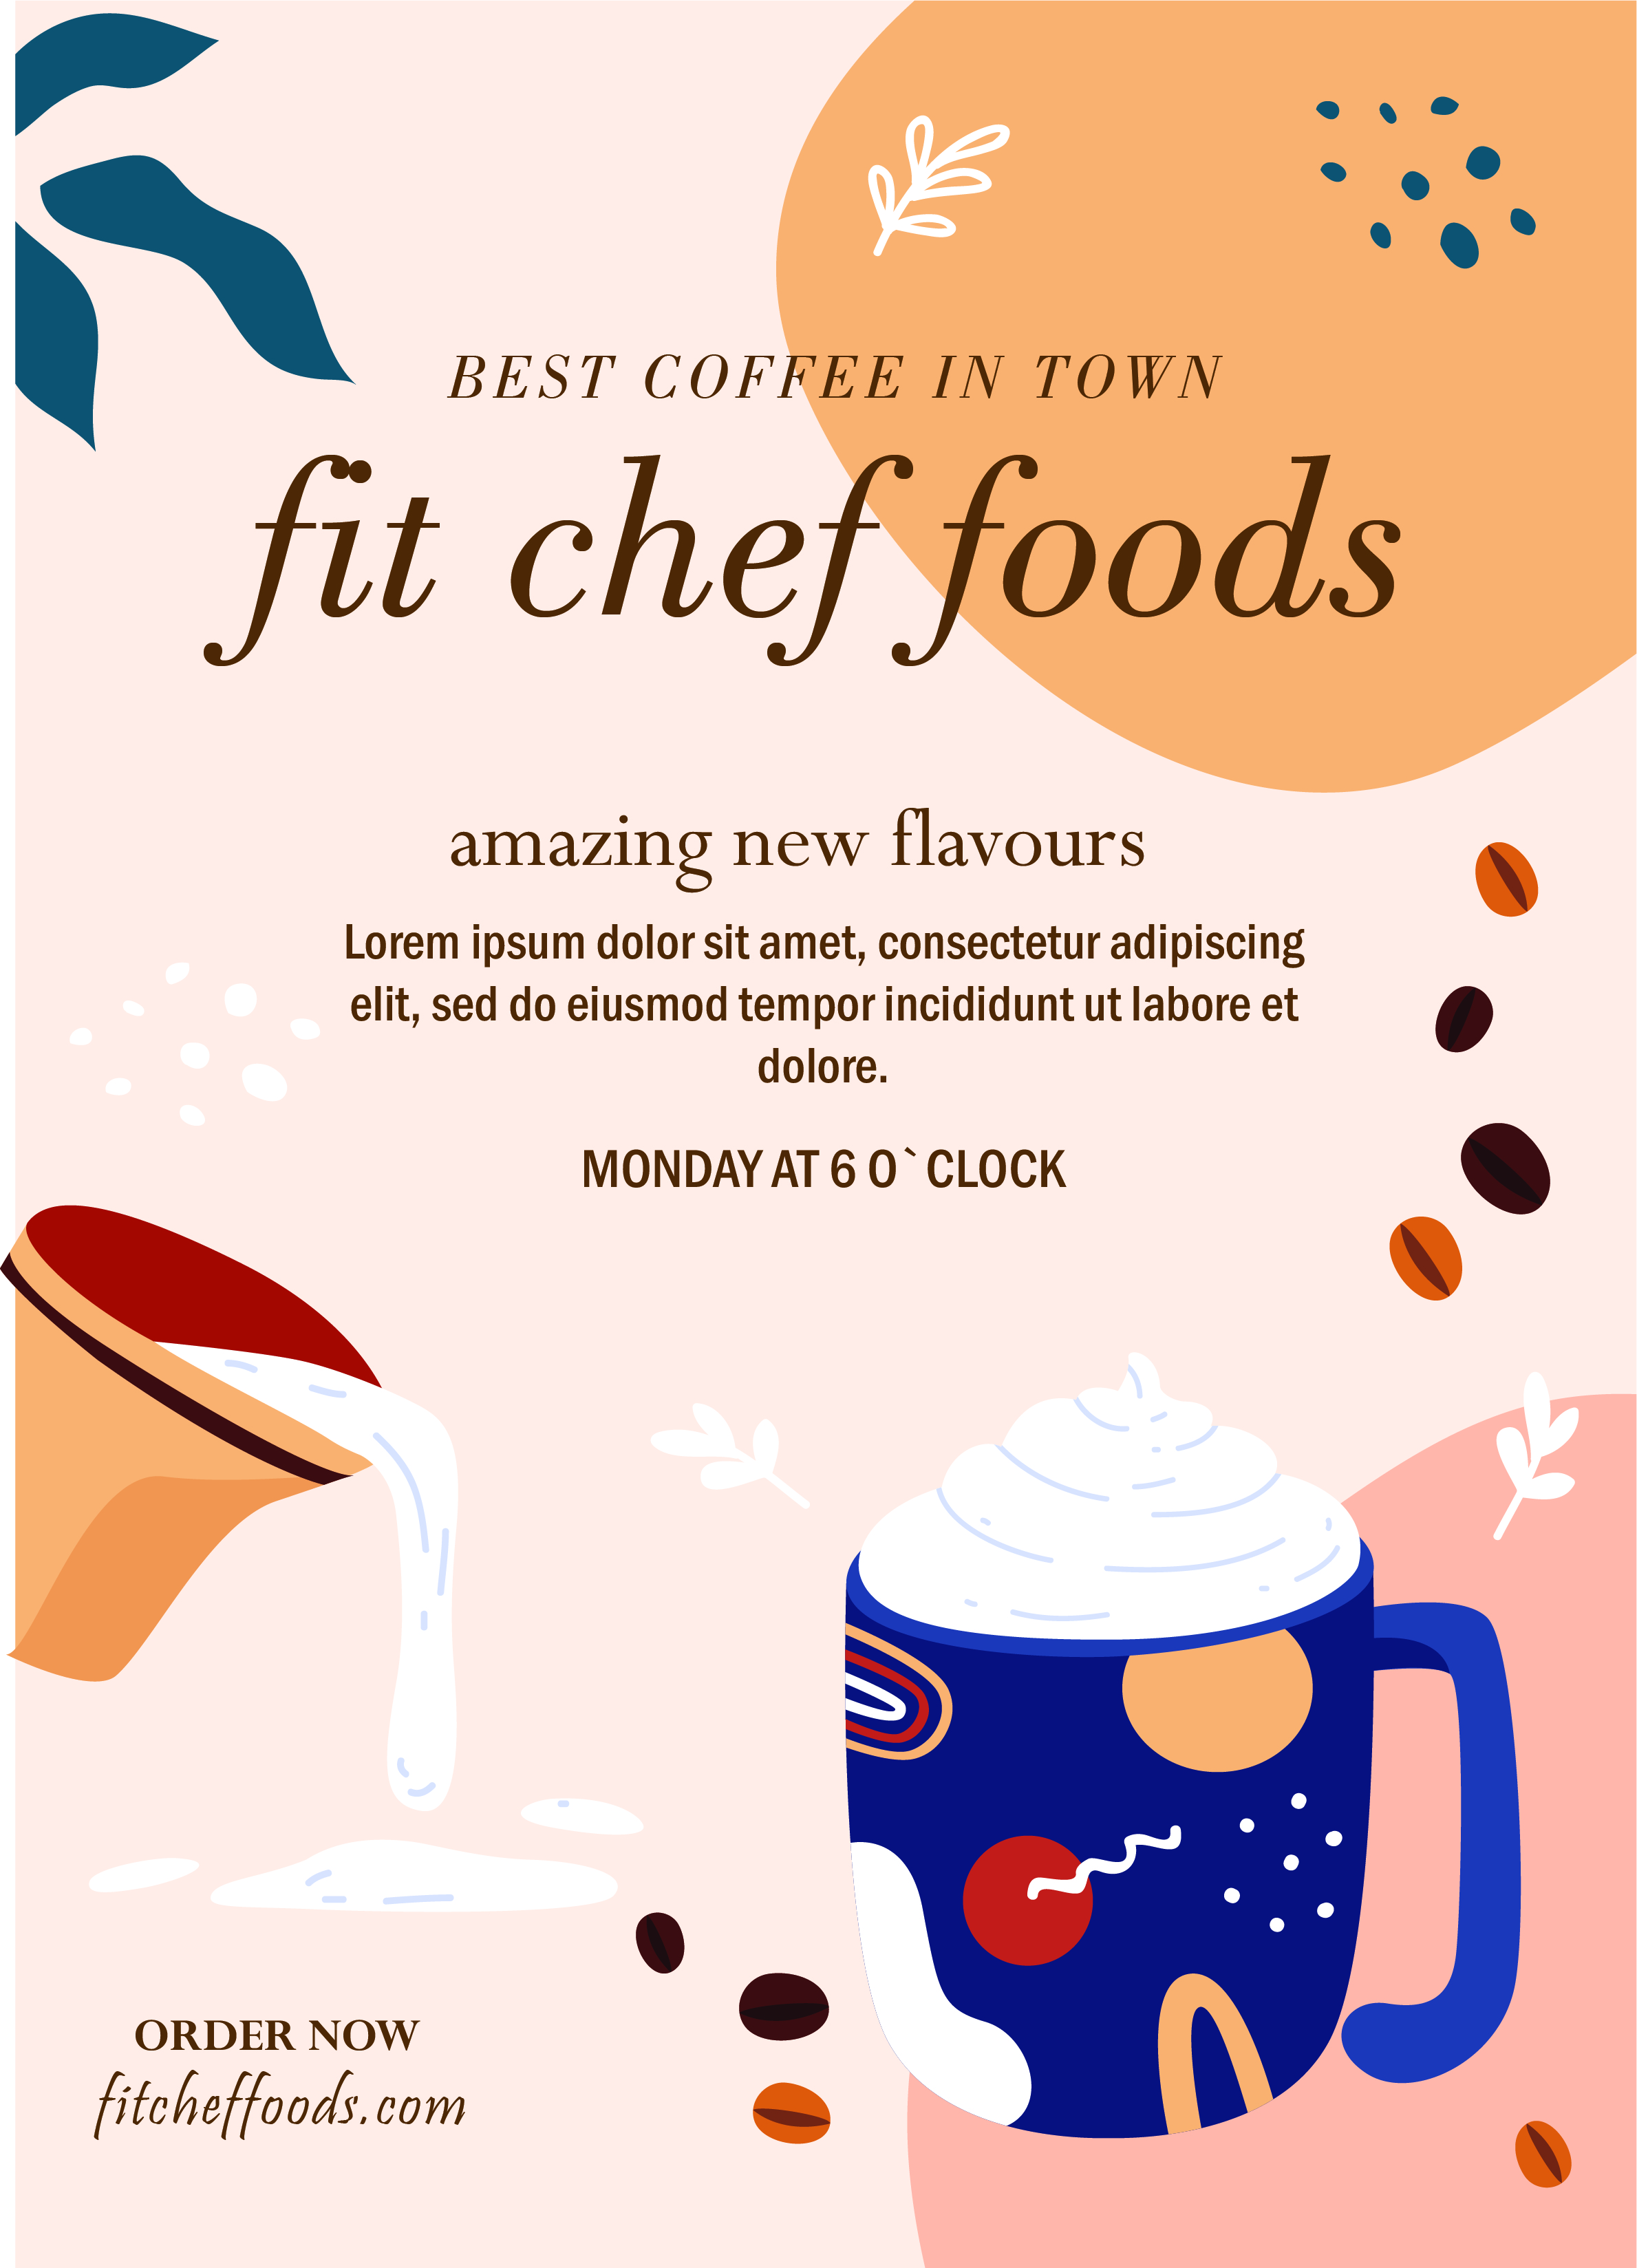 BEST COFFEE IN TOWN
fit chef foods
amazing new flavours
Lorem ipsum dolor sit amet, consectetur adipiscing
elit, sed do eiusmod tempor incididunt ut labore et
dolore.
MONDAY AT 6 O`CLOCK
ORDER NOW
fitcheffoods.com